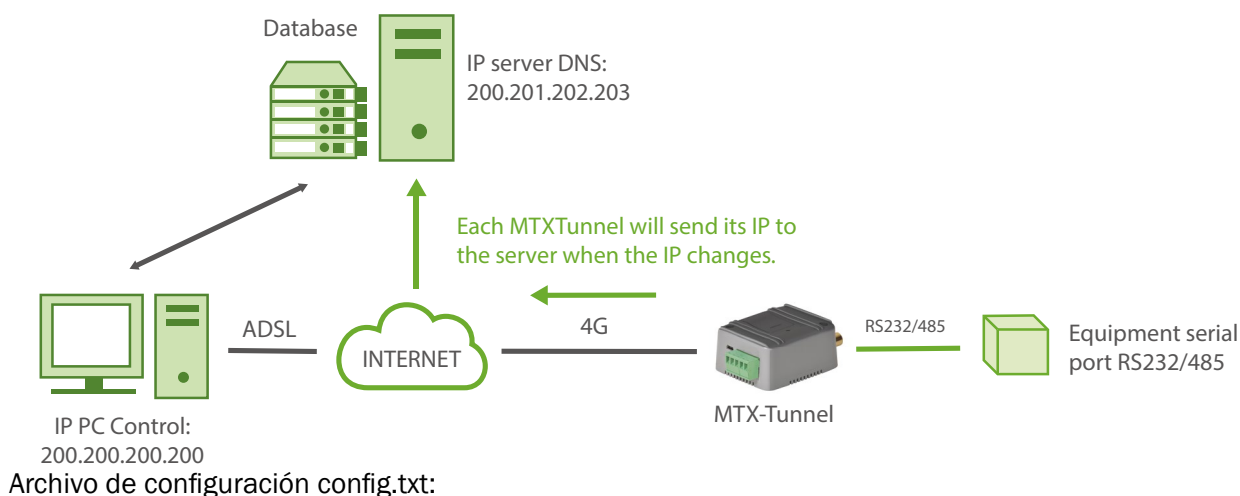 Database
IP server DNS:
200.201.202.203
Each MTXTunnel will send its IP to
the server when the IP changes.
ADSL
INTERNET
4G
RS232/485
Equipment serial
port RS232/485
MTX-Tunnel
IP PC Control:
200.200.200.200
Archivo de configuración config.txt: